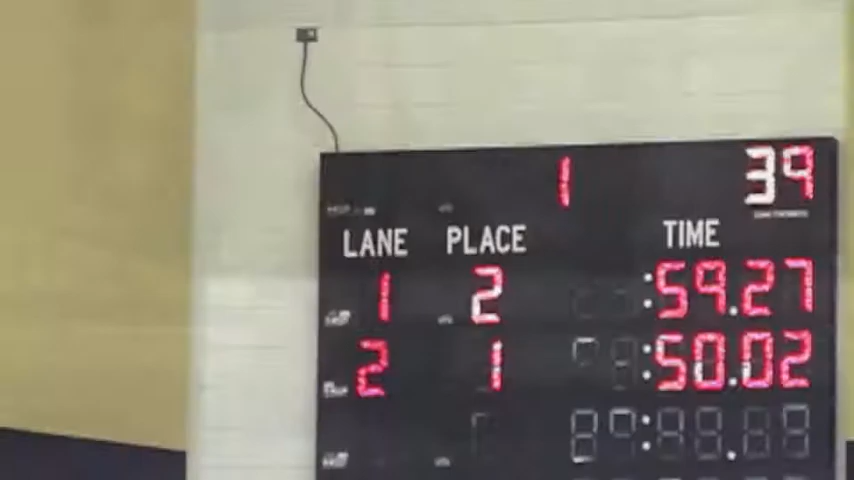 1 39
LANE PLACE TIME
1 2 :59.27
2 1 :50.02